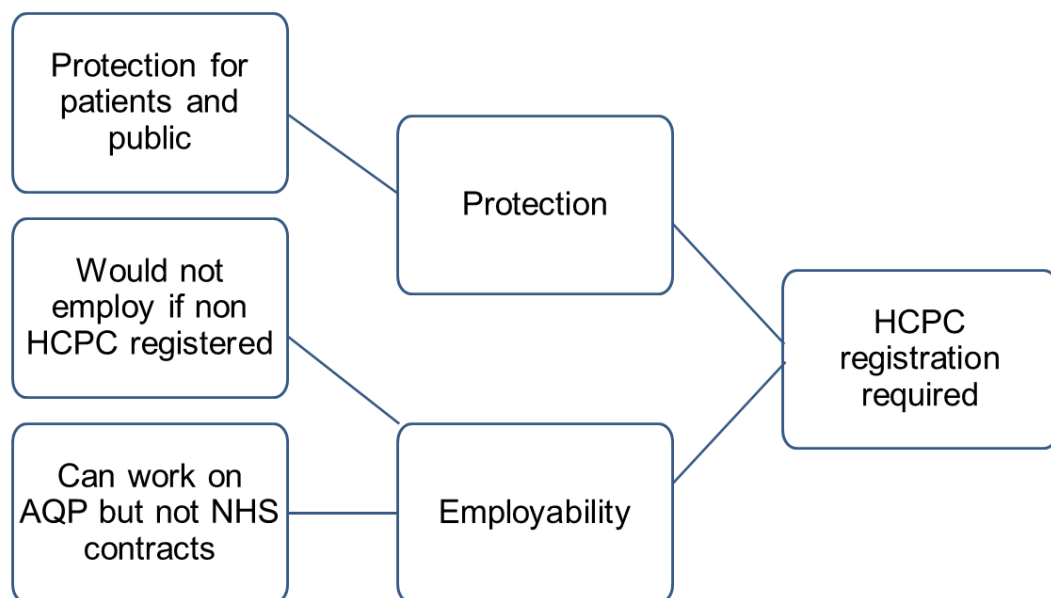 Protection for
patients and
public
Would not
employ if non
HCPC registered
Can work on
AQP but not NHS
contracts
Protection
Employability
HCPC
registration
required